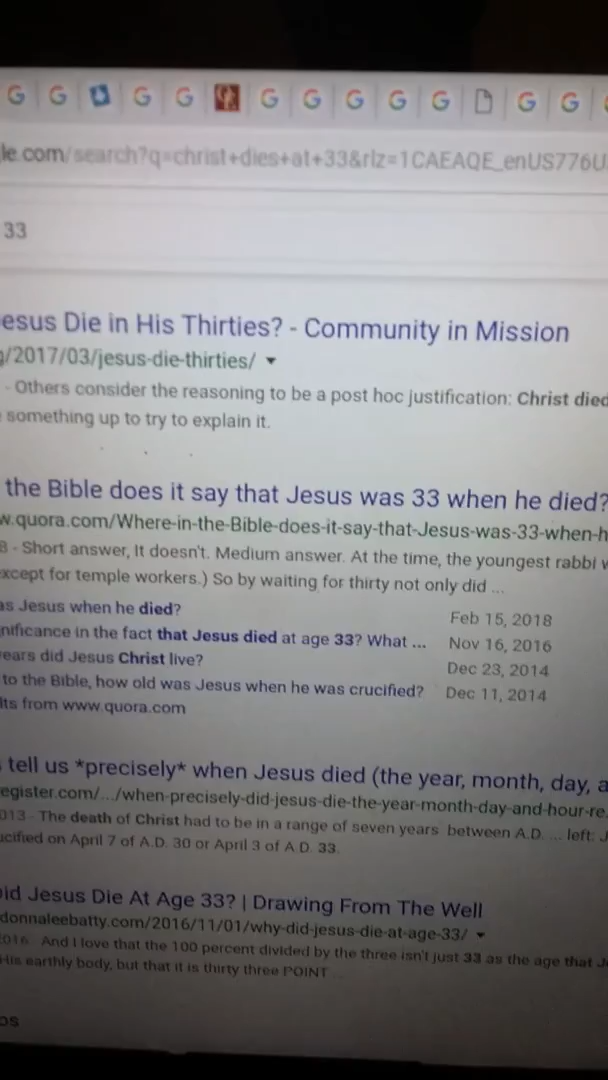 G G G G G G G G G G G
le.com/search?q=christ+dies+at+33&rlz=1CAEAQE_enUS776U
33
esus Die in His Thirties? - Community in Mission
/2017/03/jesus-die-thirties/
- Others consider the reasoning to be a post hoc justification: Christ died
something up to try to explain it.
the Bible does it say that Jesus was 33 when he died?
w.quora.com/Where-in-the-Bible-does-it-say-that-Jesus-was-33-when-h
8 - Short answer, It doesn't. Medium answer. At the time, the youngest rabbi w
xcept for temple workers.) So by waiting for thirty not only did ...
as Jesus when he died? Feb 15, 2018
nificance in the fact that Jesus died at age 33? What ... Nov 16, 2016
ears did Jesus Christ live? Dec 23, 2014
to the Bible, how old was Jesus when he was crucified? Dec 11, 2014
lts from www.quora.com
tell us *precisely* when Jesus died (the year, month, day, a
egister.com/.../when-precisely-did-jesus-die-the-year-month-day-and-hour-re.
013 - The death of Christ had to be in a range of seven years between A.D. ... left: J
ucified on April 7 of A.D. 30 or April 3 of A.D. 33.
id Jesus Die At Age 33? | Drawing From The Well
donnaleebatty.com/2016/11/01/why-did-jesus-die-at-age-33/
2016 And I love that the 100 percent divided by the three isn't just 33 as the age that Je
His earthly body, but that it is thirty three POINT
os